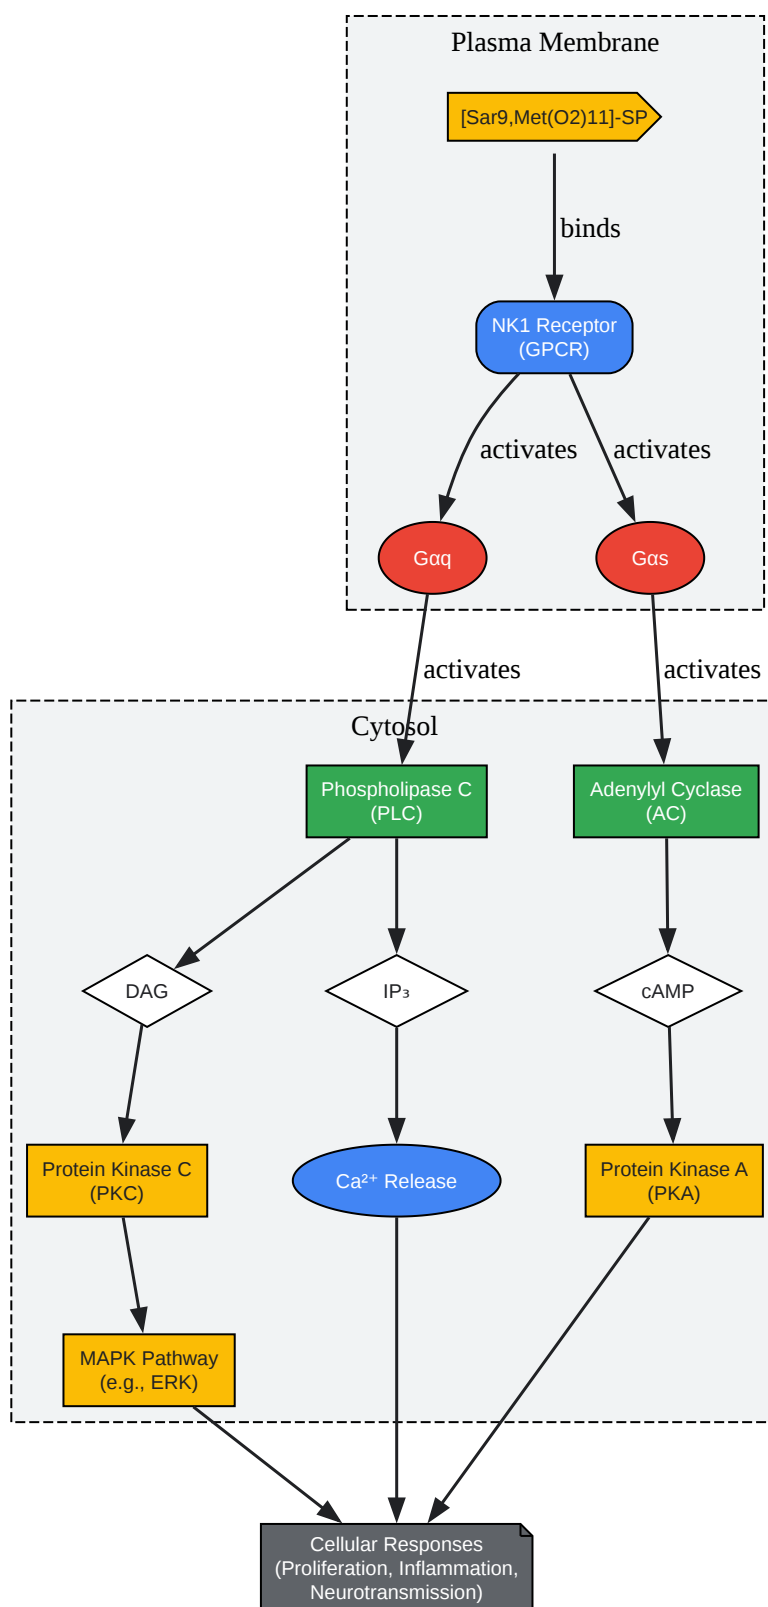 Plasma Membrane
[Sar9,Met(O2)11]-SP
binds
NK1 Receptor
(GPCR)
activates
activates
Gαq
Gαs
activates
activates
Cytosol
Phospholipase C
(PLC)
Adenylyl Cyclase
(AC)
DAG
IP₃
cAMP
Protein Kinase C
(PKC)
Ca²⁺ Release
Protein Kinase A
(PKA)
MAPK Pathway
(e.g., ERK)
Cellular Responses
(Proliferation, Inflammation,
Neurotransmission)